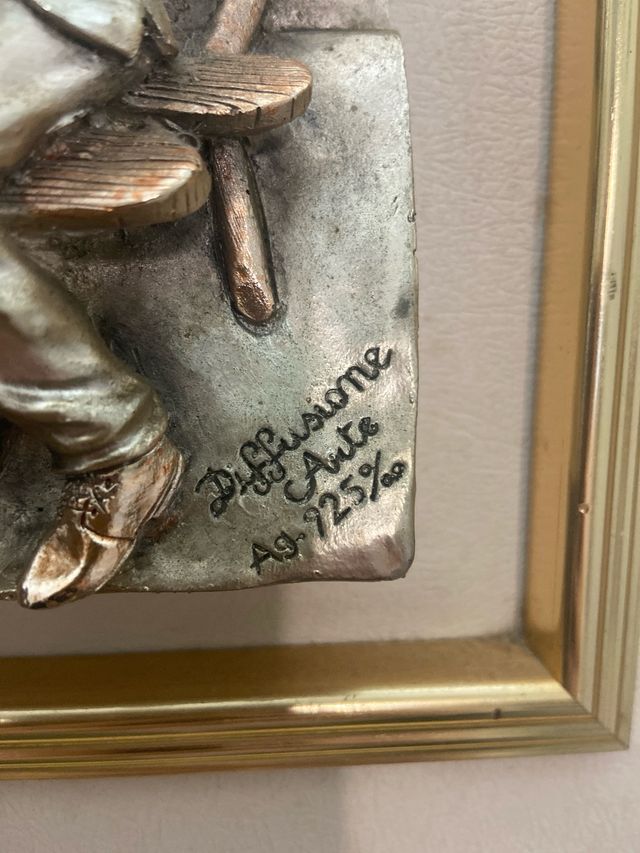 Diffusione
Arte
Ag. 925‰